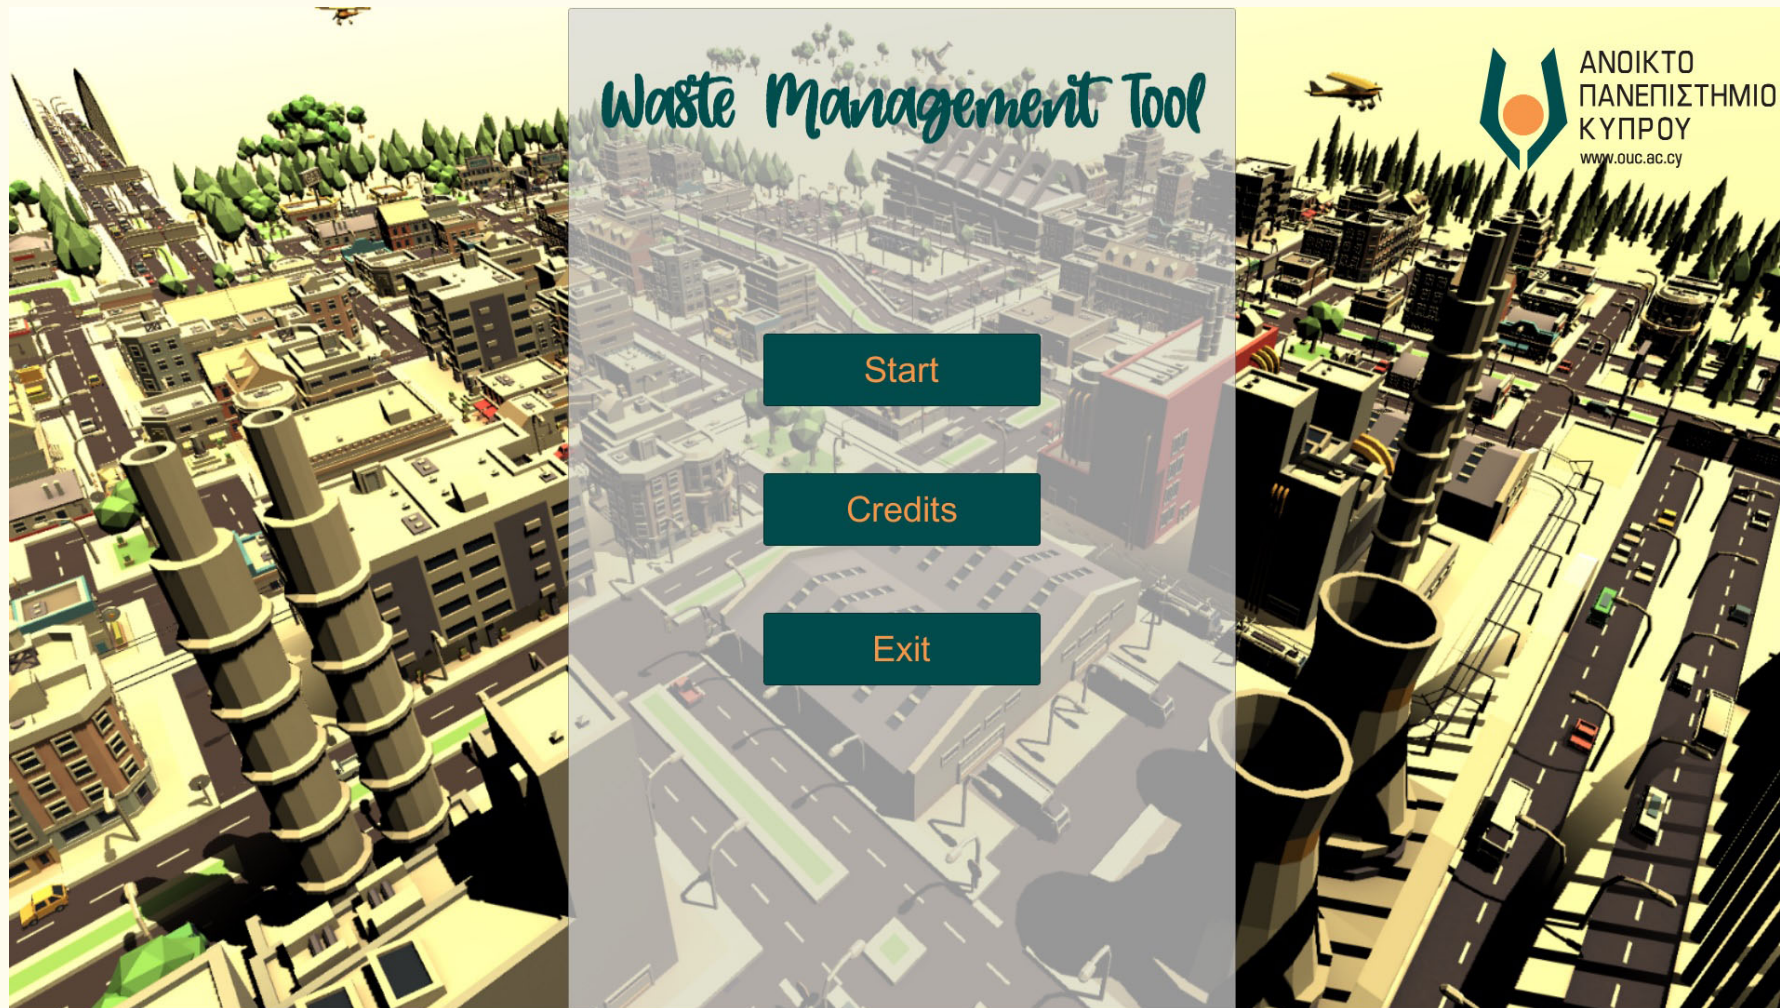 Waste Management Tool
ΑΝΟΙΚΤΟ
ΠΑΝΕΠΙΣΤΗΜΙΟ
ΚΥΠΡΟΥ
www.ouc.ac.cy
Start
Credits
Exit